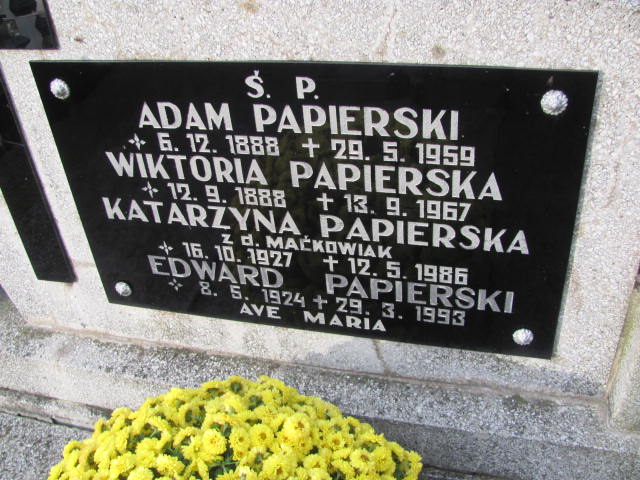 Ś. P.
ADAM PAPIERSKI
6. 12. 1888 + 29. 5. 1959
WIKTORIA PAPIERSKA
12. 9. 1888 + 13. 9. 1967
KATARZYNA PAPIERSKA
Z d. MAĆKOWIAK
16. 10. 1927 + 12. 5. 1986
EDWARD PAPIERSKI
8. 5. 1924 + 29. 3. 1993
AVE MARIA